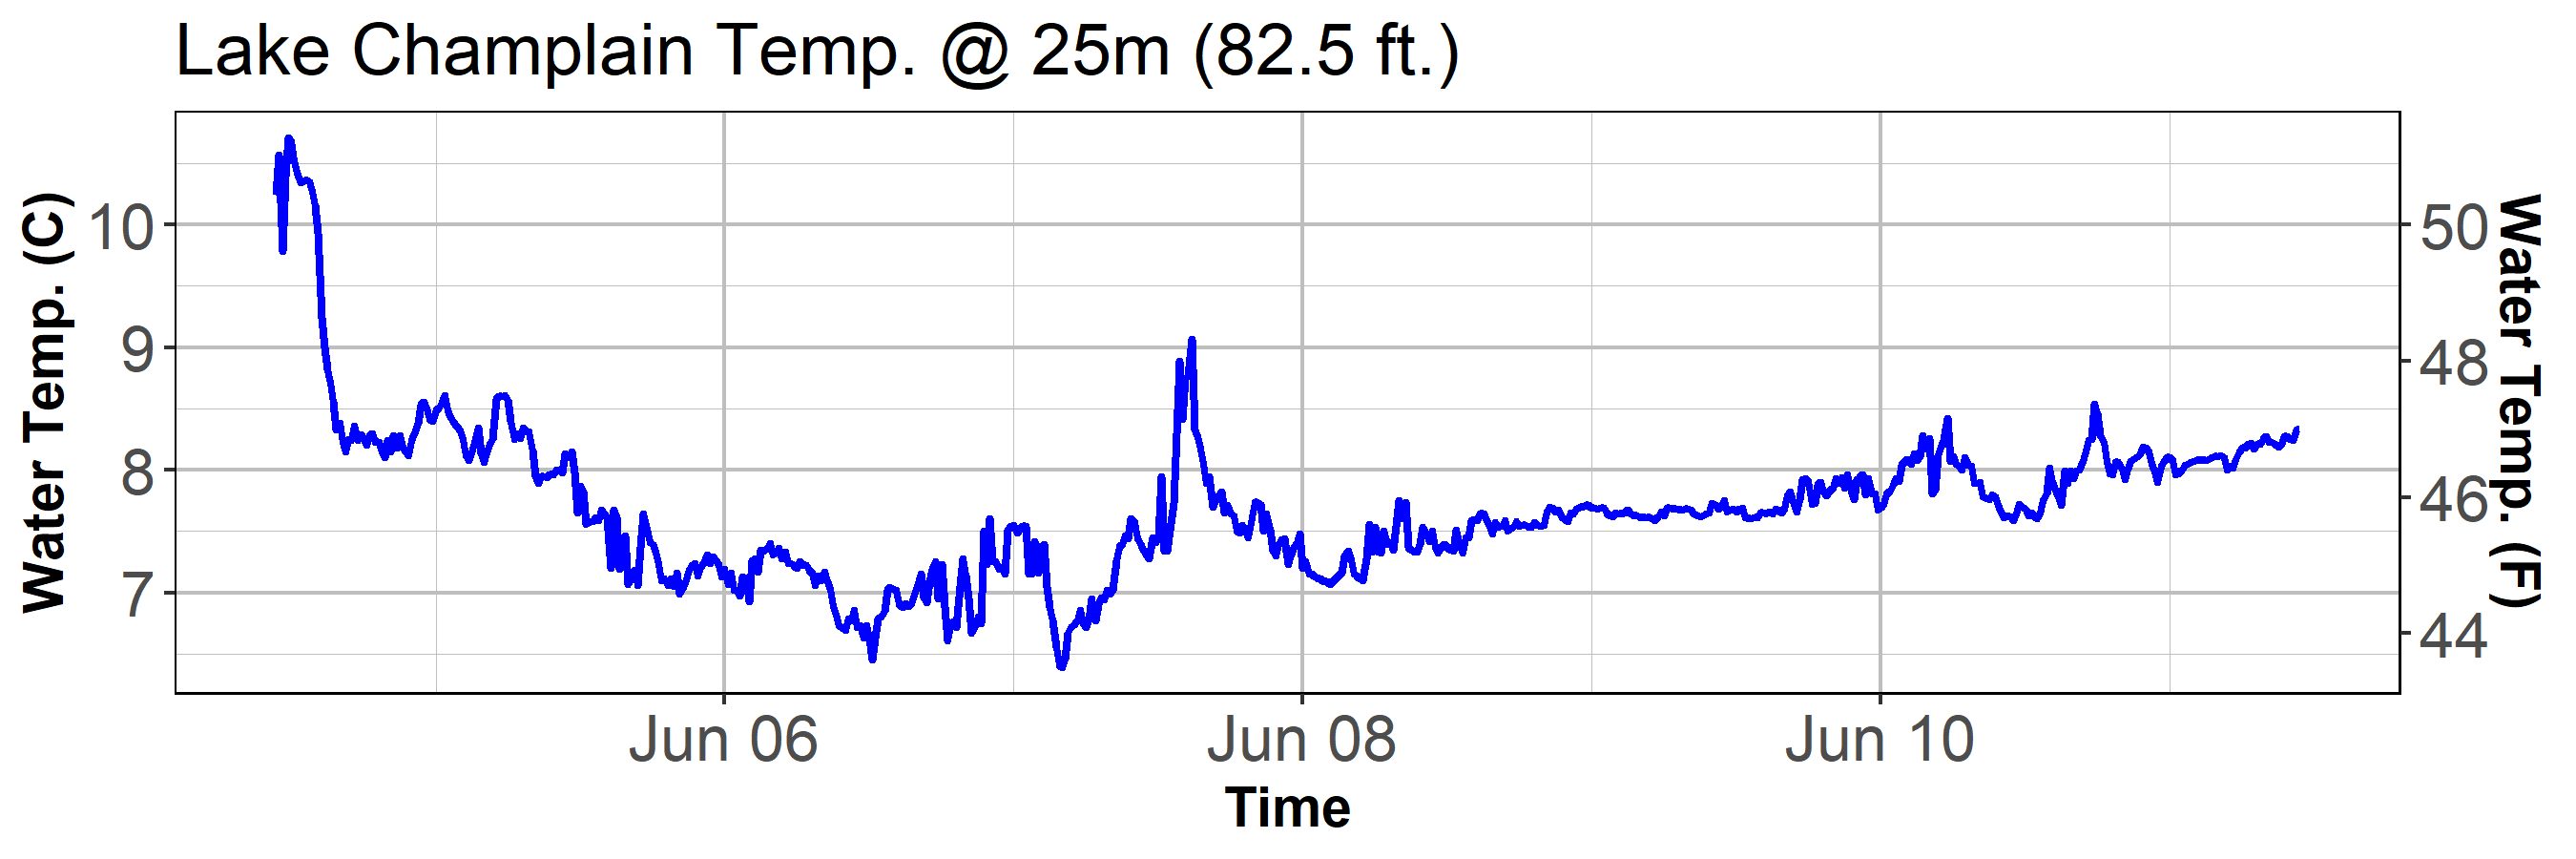 Lake Champlain Temp. @ 25m (82.5 ft.)
Water Temp. (C)
10
9
8
7
50
48
46
44
Water Temp. (F)
Jun 06
Jun 08
Jun 10
Time